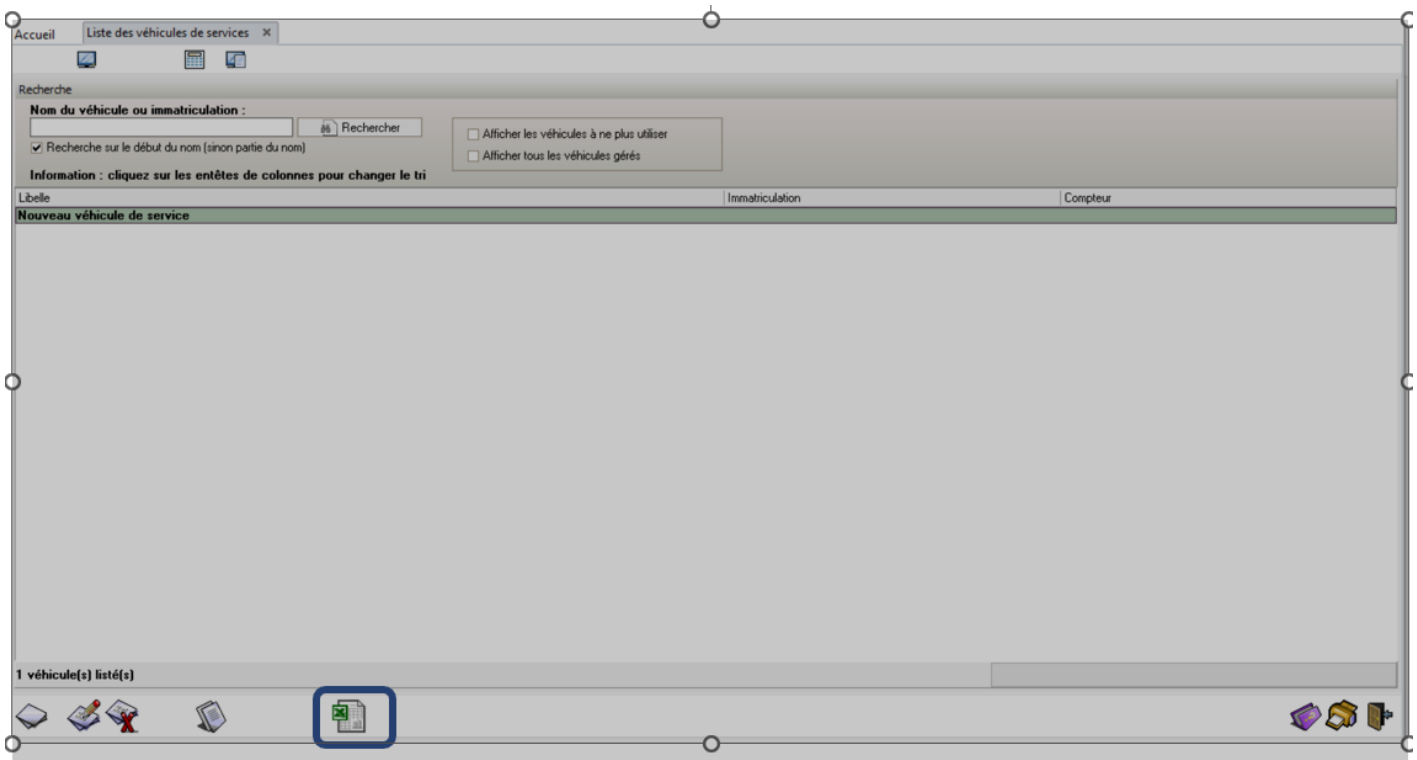 Accueil
Liste des véhicules de services ×
Recherche
Nom du véhicule ou immatriculation :
Rechercher
Recherche sur le début du nom (sinon partie du nom)
Afficher les véhicules à ne plus utiliser
Afficher tous les véhicules gérés
Information : cliquez sur les entêtes de colonnes pour changer le tri
Libelle
Immatriculation
Compteur
Nouveau véhicule de service
1 véhicule(s) listé(s)